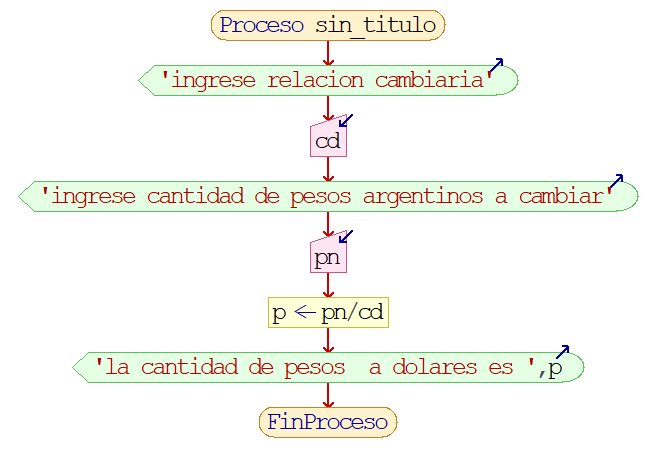 Proceso sin_titulo
'ingrese relacion cambiaria'
cd
'ingrese cantidad de pesos argentinos a cambiar'
pn
p ← pn/cd
'la cantidad de pesos  a dolares es ',p
FinProceso